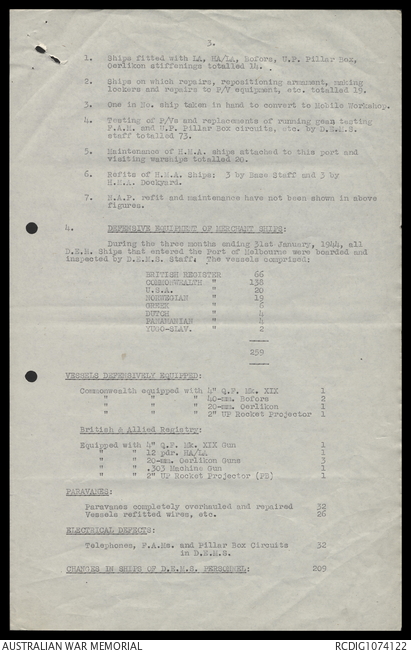 3.
1. Ships fitted with LA, HA/LA, Bofors, U.P. Pillar Box,
Oerlikon stiffenings totalled 14.
2. Ships on which repairs, repositioning armament, making
lockers and repairs to P/V equipment, etc. totalled 19.
3. One in No. ship taken in hand to convert to Mobile Workshop.
4. Testing of P/Vs and replacements of running gear testing
F.A.M. and U.P. Pillar Box circuits, etc. by D.E.M.S.
staff totalled 73.
5. Maintenance of H.M.A. ships attached to this port and
visiting warships totalled 20.
6. Refits of H.M.A. Ships: 3 by Base Staff and 3 by
H.M.A. Dockyard.
7. N.A.P. refit and maintenance have not been shown in above
figures.
4. DEFENSIVE EQUIPMENT OF MERCHANT SHIPS:
During the three months ending 31st January, 1944, all
D.E.M. Ships that entered the Port of Melbourne were boarded and
inspected by D.E.M.S. Staff. The vessels comprised:
BRITISH REGISTER 66
COMMONWEALTH " 138
U.S.A. " 20
NORWEGIAN " 19
GREEK " 6
DUTCH " 4
PANAMANIAN " 4
YUGO-SLAV. " 2
259
VESSELS DEFENSIVELY EQUIPPED:
Commonwealth equipped with 4" Q.F. Mk. XIX 1
" " " 40-mm. Bofors 2
" " " 20-mm. Oerlikon 1
" " " 2" UP Rocket Projector 1
British & Allied Registry:
Equipped with 4" Q.F. Mk. XIX Gun 1
" " 12 pdr. HA/LA 1
" " 20-mm. Oerlikon Guns 3
" " .303 Machine Gun 1
" " 2" UP Rocket Projector (PB) 1
PARAVANES:
Paravanes completely overhauled and repaired 32
Vessels refitted wires, etc. 26
ELECTRICAL DEFECTS:
Telephones, F.A.Ms. and Pillar Box Circuits 32
in D.E.M.S.
CHANGES IN SHIPS OF D.E.M.S. PERSONNEL: 209
AUSTRALIAN WAR MEMORIAL
RCDIG1074122